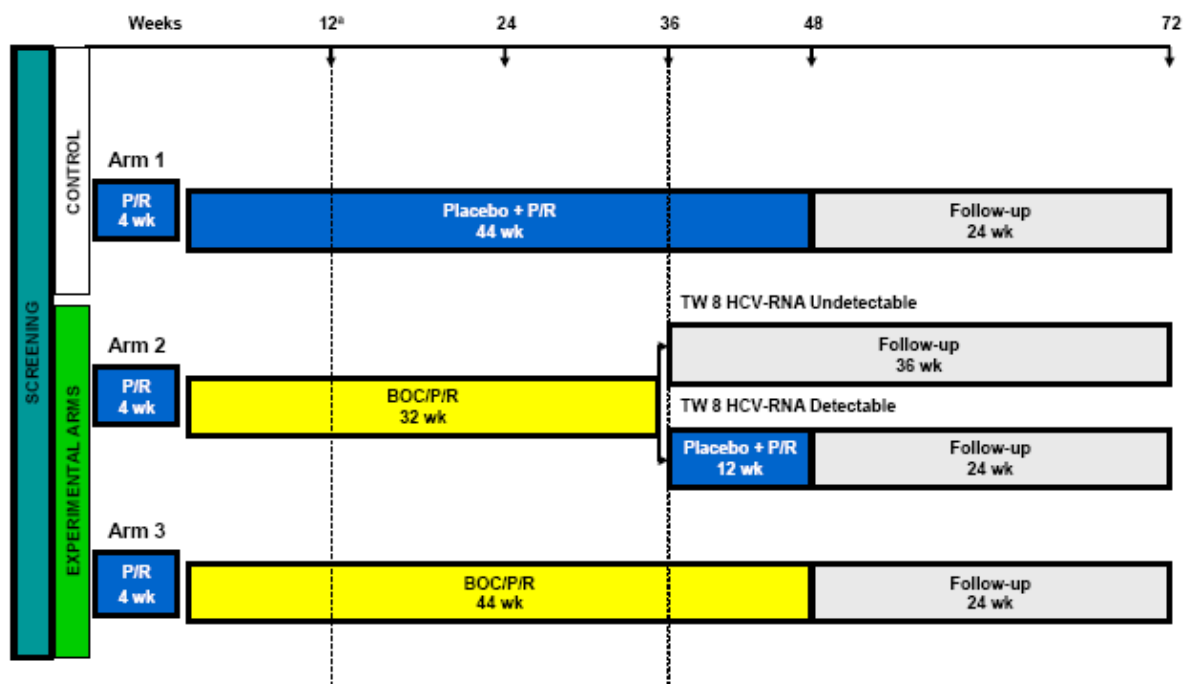 Weeks 12ª 24 36 48 72
SCREENING
CONTROL
EXPERIMENTAL ARMS
Arm 1
P/R
4 wk
Placebo + P/R
44 wk
Follow-up
24 wk
Arm 2
P/R
4 wk
BOC/P/R
32 wk
TW 8 HCV-RNA Undetectable
Follow-up
36 wk
TW 8 HCV-RNA Detectable
Placebo + P/R
12 wk
Follow-up
24 wk
Arm 3
P/R
4 wk
BOC/P/R
44 wk
Follow-up
24 wk